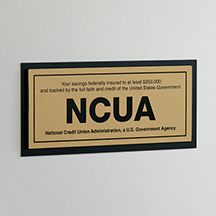 Your savings federally insured to at least $250,000
and backed by the full faith and credit of the United States Government
NCUA
National Credit Union Administration, a U.S. Government Agency